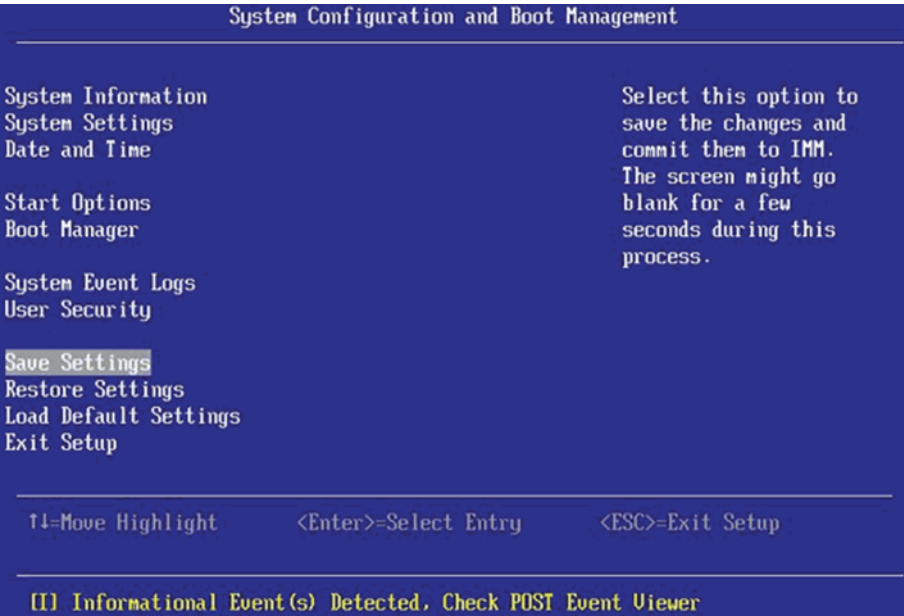 System Configuration and Boot Management
System Information
System Settings
Date and Time
Start Options
Boot Manager
System Event Logs
User Security
Save Settings
Restore Settings
Load Default Settings
Exit Setup
Select this option to
save the changes and
commit them to IMM.
The screen might go
blank for a few
seconds during this
process.
↑↓=Move Highlight <Enter>=Select Entry <ESC>=Exit Setup
[I] Informational Event(s) Detected, Check POST Event Viewer